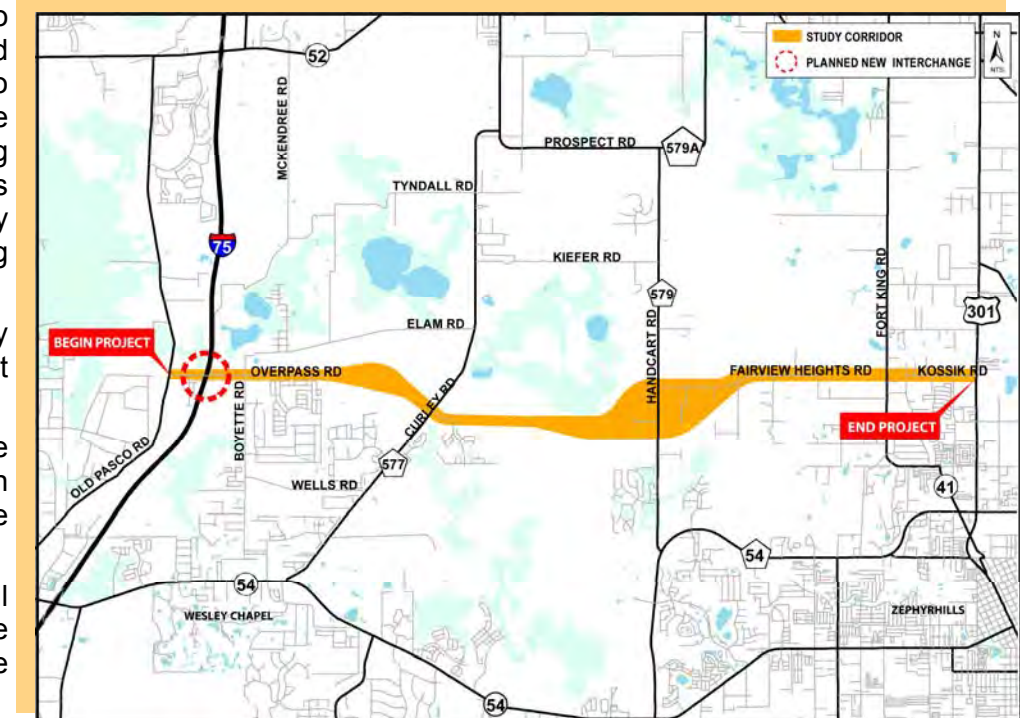 o
d
o
e
g
s
y
g
y
t
e
n
e
l
e
e
STUDY CORRIDOR
PLANNED NEW INTERCHANGE
N
NTS
52
MCKENDREE RD
PROSPECT RD
579A
TYNDALL RD
75
KIEFER RD
579
FORT KING RD
301
ELAM RD
HANDCART RD
BEGIN PROJECT
OVERPASS RD
FAIRVIEW HEIGHTS RD
KOSSIK RD
BOYETTE RD
CURLEY RD
END PROJECT
OLD PASCO RD
577
WELLS RD
41
54
54
WESLEY CHAPEL
ZEPHYRHILLS
54